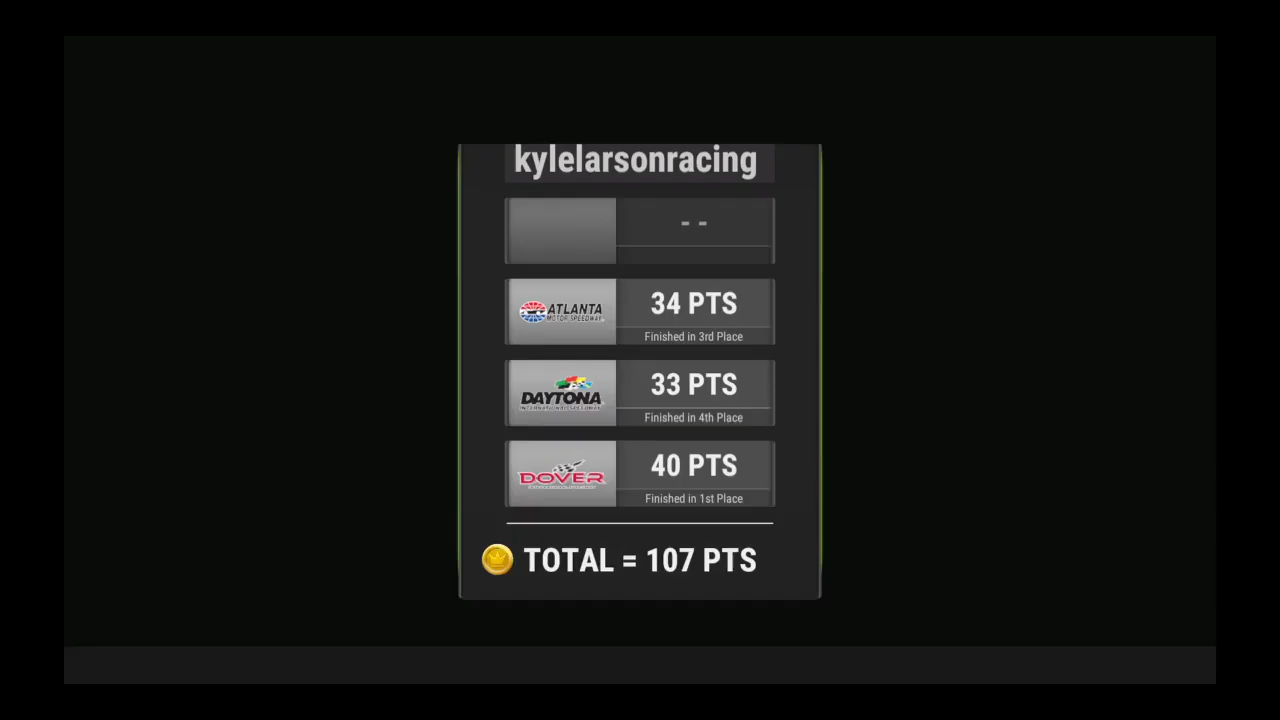 kylelarsonracing
- -
ATLANTA
MOTOR SPEEDWAY
34 PTS
Finished in 3rd Place
DAYTONA
INTERNATIONAL SPEEDWAY
33 PTS
Finished in 4th Place
DOVER
40 PTS
Finished in 1st Place
TOTAL = 107 PTS